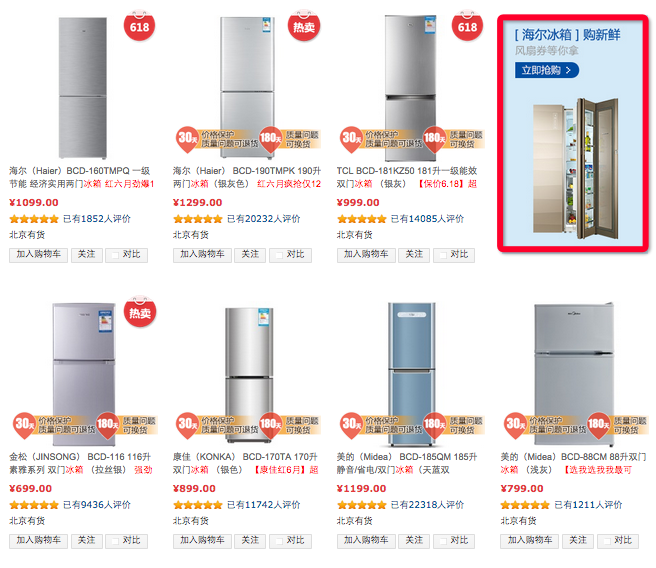 618
热卖
618
[ 海尔冰箱 ] 购新鲜
风扇券等你拿
立即抢购 >
30天 价格保护 质量问题可退货 180天 质量问题可换货
30天 价格保护 质量问题可退货 180天 质量问题可换货
海尔（Haier）BCD-160TMPQ 一级
节能 经济实用两门冰箱 红六月劲爆1
¥1099.00
已有1852人评价
北京有货
加入购物车 关注 对比
海尔（Haier） BCD-190TMPK 190升
两门冰箱（银灰色） 红六月疯抢仅12
¥1299.00
已有20232人评价
北京有货
加入购物车 关注 对比
TCL BCD-181KZ50 181升一级能效
双门冰箱 （银灰） 【保价6.18】超
¥999.00
已有14085人评价
北京有货
加入购物车 关注 对比
热卖
30天 价格保护 质量问题可退货 180天 质量问题可换货
30天 价格保护 质量问题可退货 180天 质量问题可换货
30天 价格保护 质量问题可退货 180天 质量问题可换货
30天 价格保护 质量问题可退货 180天 质量问题可换货
金松（JINSONG） BCD-116 116升
素雅系列 双门冰箱 （拉丝银） 强劲
¥699.00
已有9436人评价
北京有货
加入购物车 关注 对比
康佳（KONKA） BCD-170TA 170升
双门冰箱 （银色） 【康佳红6月】超
¥899.00
已有11742人评价
北京有货
加入购物车 关注 对比
美的（Midea） BCD-185QM 185升
静音/省电/双门冰箱（天蓝双
¥1199.00
已有22318人评价
北京有货
加入购物车 关注 对比
美的（Midea）BCD-88CM 88升双门
冰箱 （浅灰） 【选我选我我最可
¥799.00
已有1211人评价
北京有货
加入购物车 关注 对比